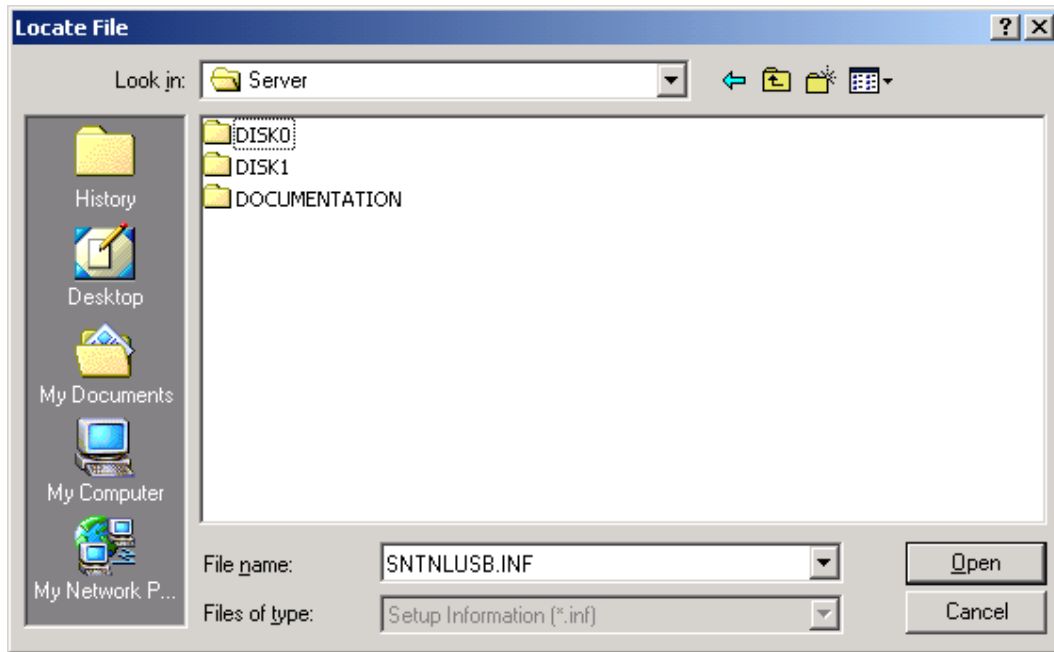 Locate File
Look in: Server
DISK0
DISK1
DOCUMENTATION
History
Desktop
My Documents
My Computer
My Network P...
File name: SNTNLUSB.INF Open
Files of type: Setup Information (*.inf) Cancel